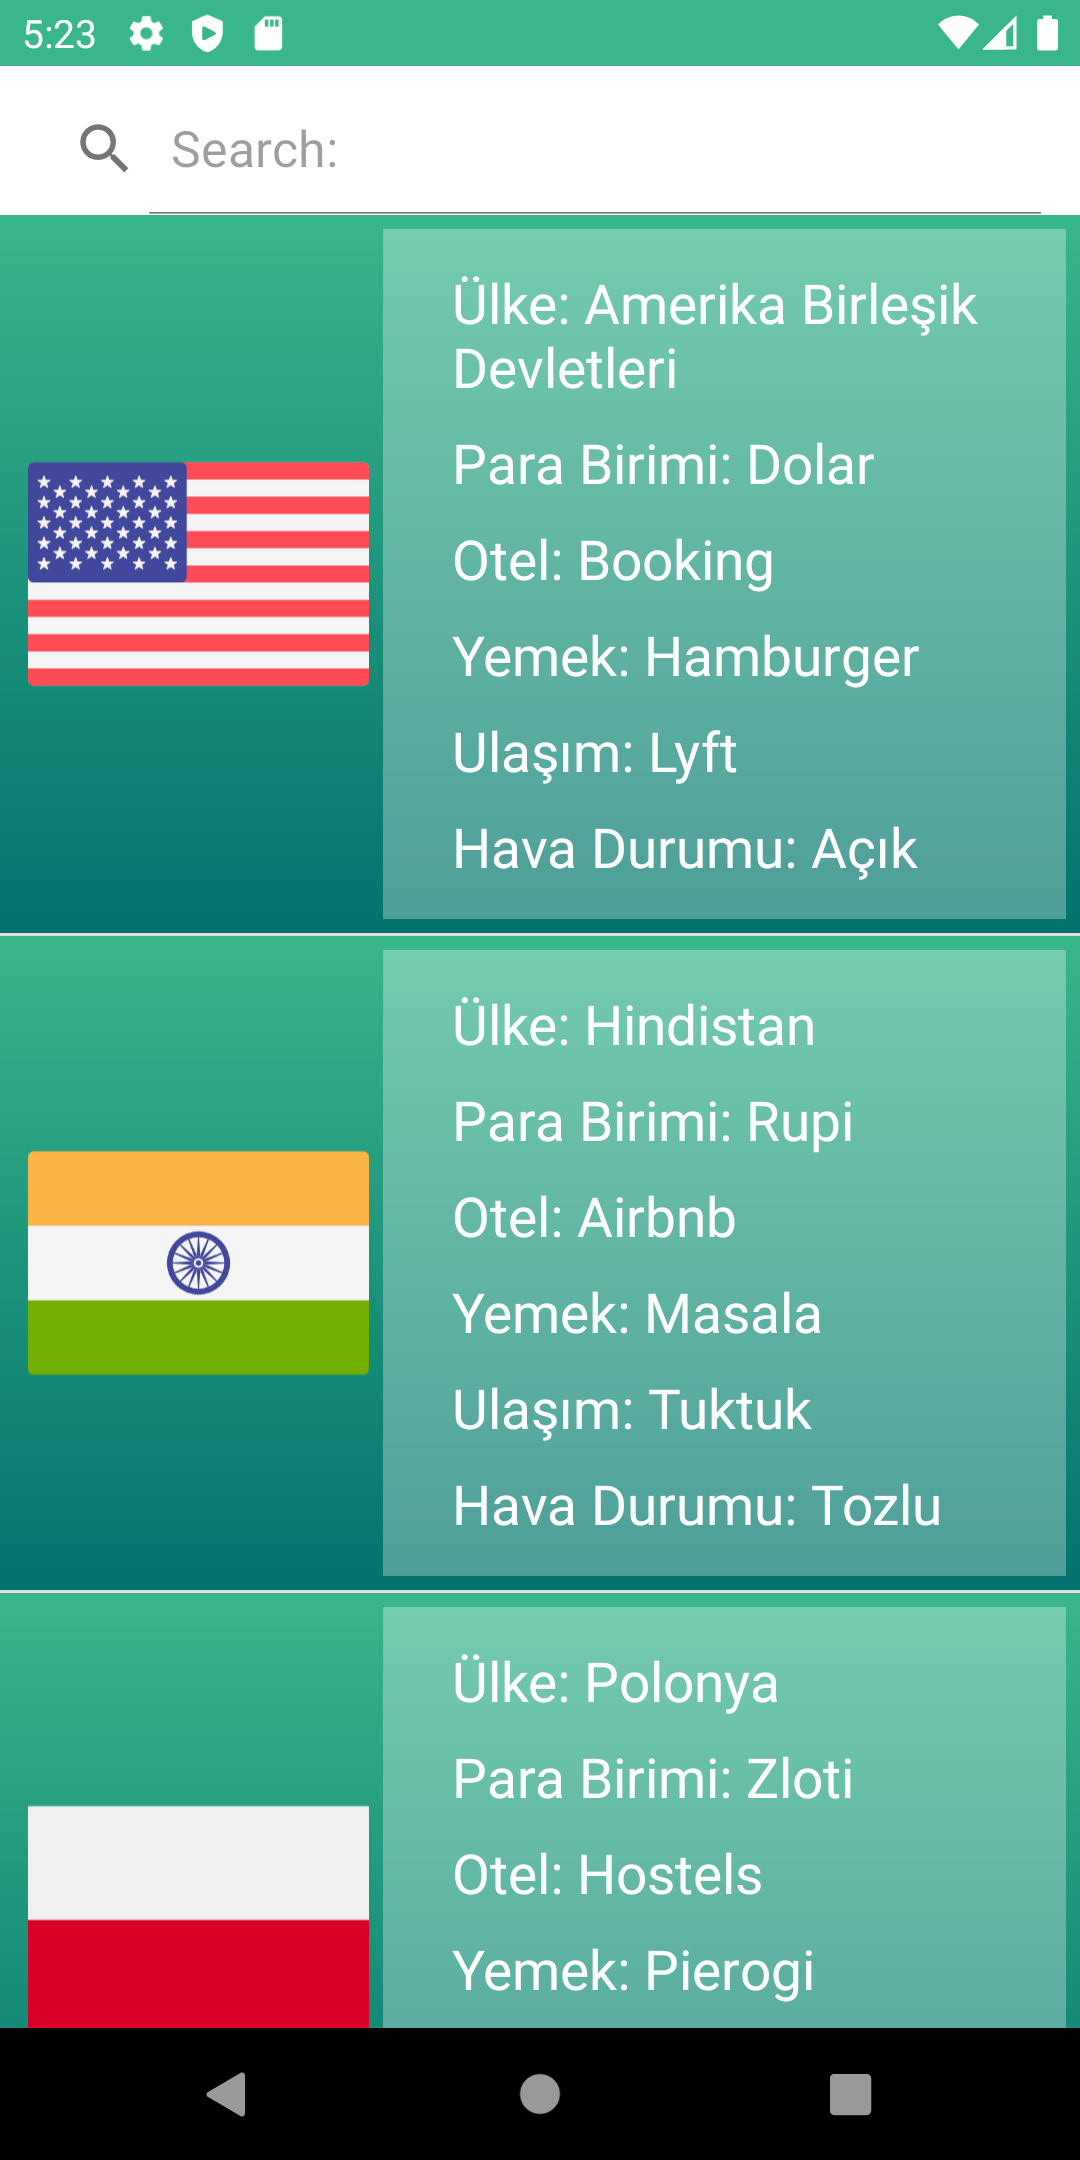 5:23
Search:
Ülke: Amerika Birleşik
Devletleri
Para Birimi: Dolar
Otel: Booking
Yemek: Hamburger
Ulaşım: Lyft
Hava Durumu: Açık
Ülke: Hindistan
Para Birimi: Rupi
Otel: Airbnb
Yemek: Masala
Ulaşım: Tuktuk
Hava Durumu: Tozlu
Ülke: Polonya
Para Birimi: Zloti
Otel: Hostels
Yemek: Pierogi